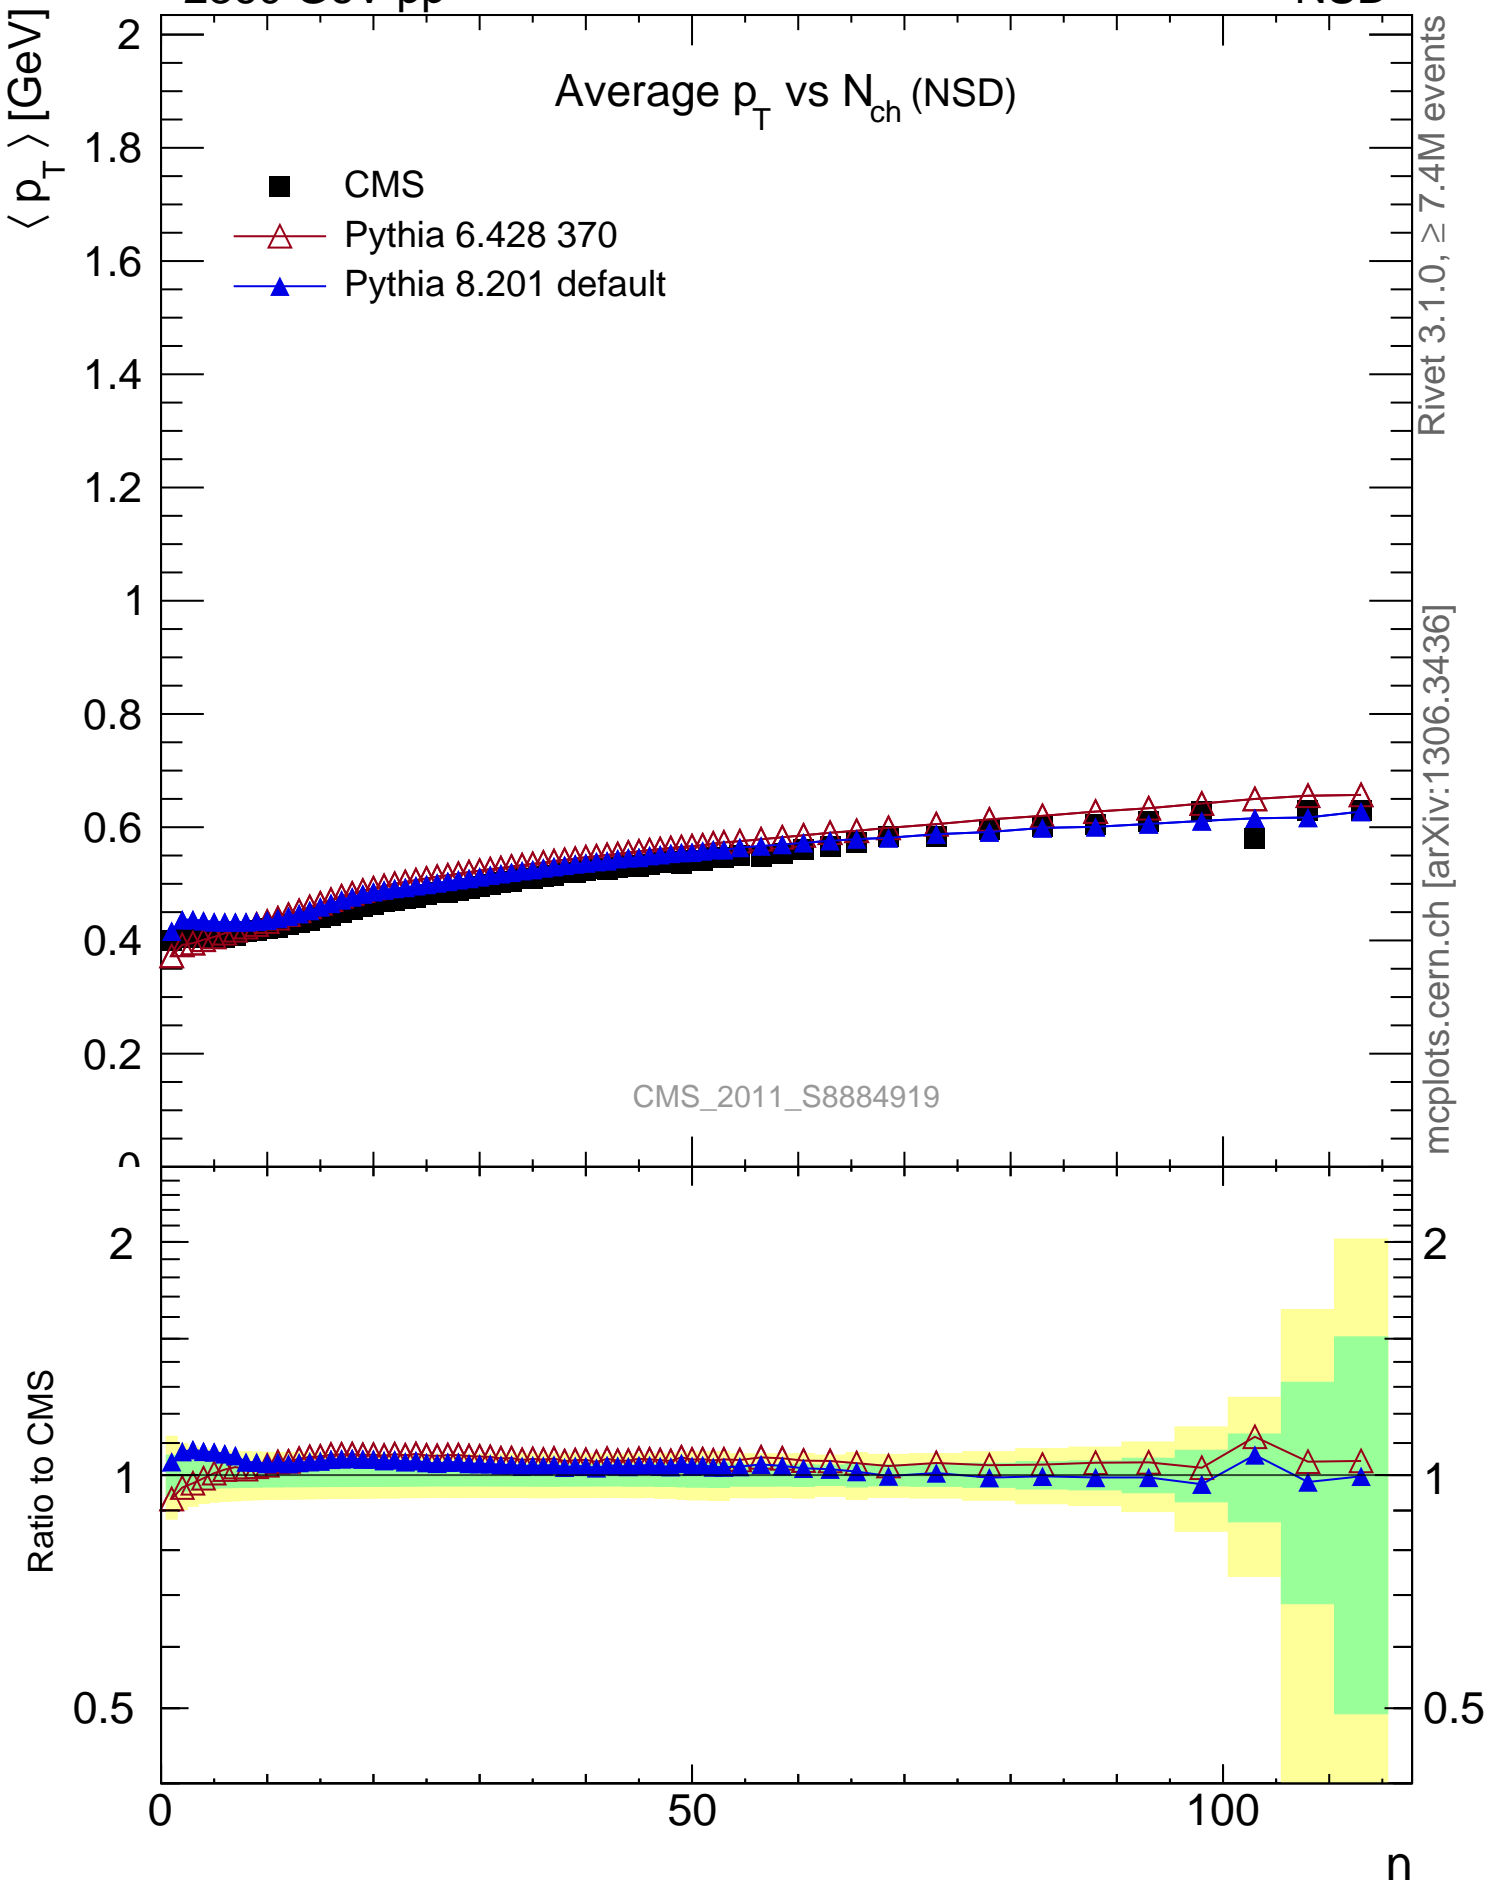 ⟨ p_T ⟩ [GeV]
Average p_T vs N_ch (NSD)
CMS
Pythia 6.428 370
Pythia 8.201 default
2
1.8
1.6
1.4
1.2
1
0.8
0.6
0.4
0.2
0
CMS_2011_S8884919
Rivet 3.1.0, ≥ 7.4M events
mcplots.cern.ch [arXiv:1306.3436]
Ratio to CMS
2
1
0.5
2
1
0.5
0
50
100
n